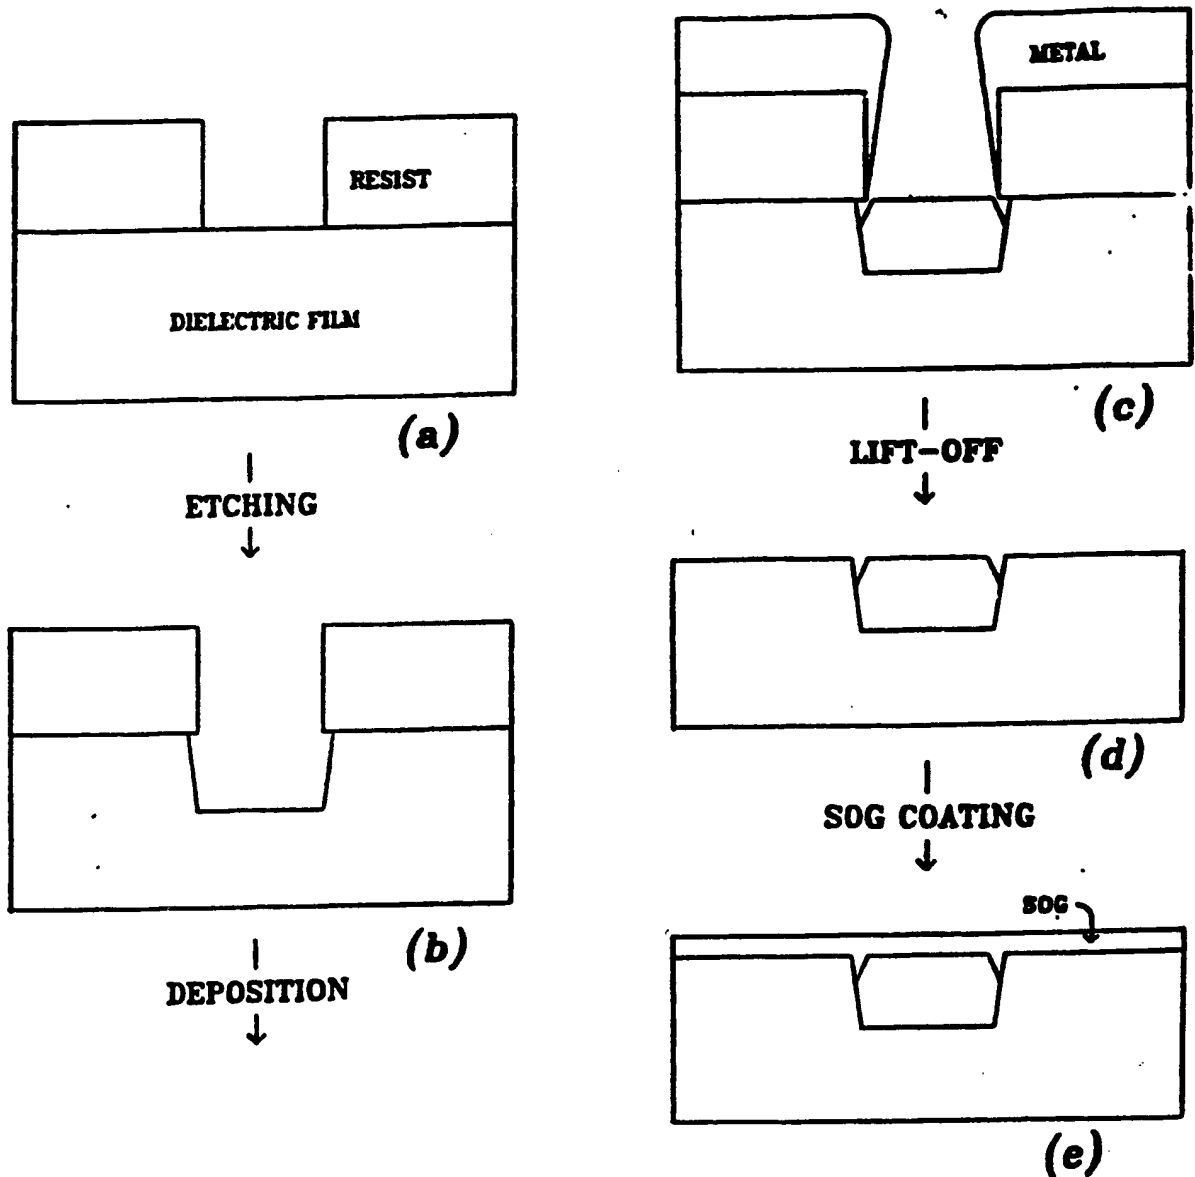 RESIST
DIELECTRIC FILM
(a)
ETCHING
(b)
DEPOSITION
METAL
(c)
LIFT-OFF
(d)
SOG COATING
SOG
(e)